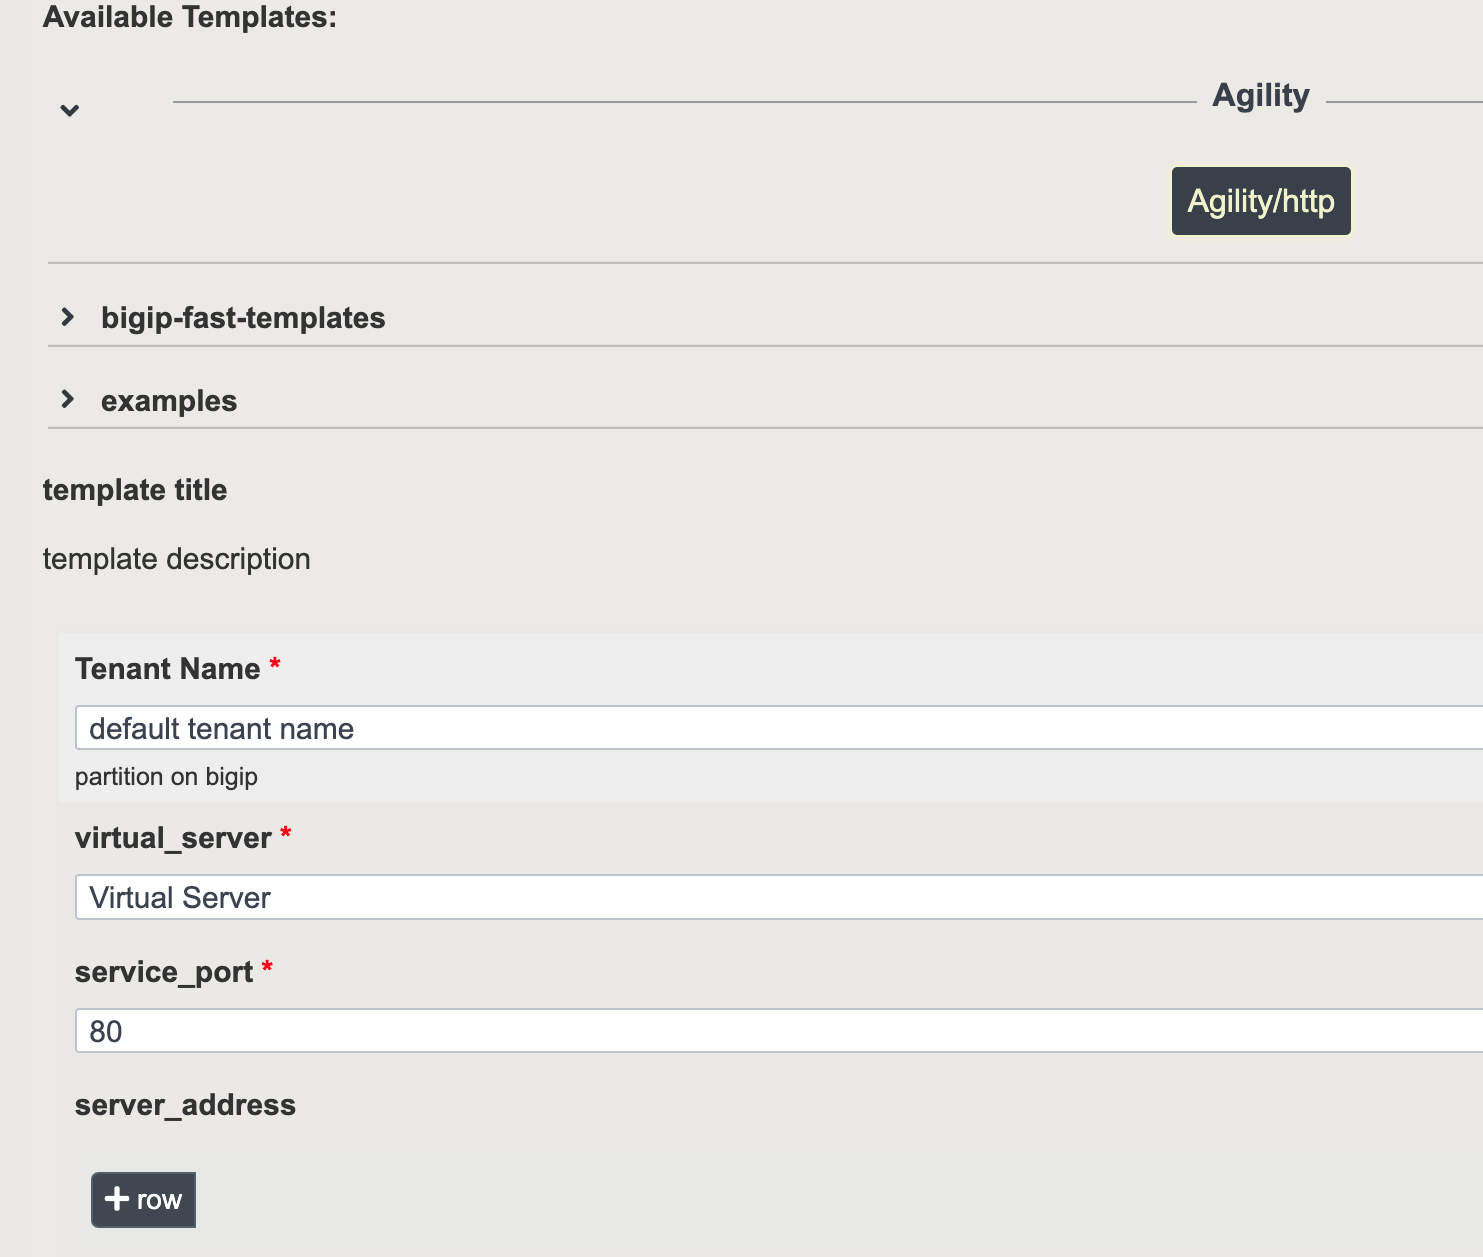 Available Templates:
Agility
Agility/http
bigip-fast-templates
examples
template title
template description
Tenant Name *
default tenant name
partition on bigip
virtual_server *
Virtual Server
service_port *
80
server_address
+ row